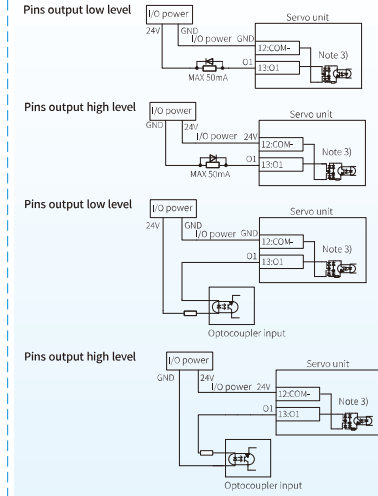 Pins output low level
I/O power
Servo unit
24V
GND
I/O power GND
12:COM-
Note 3)
O1
13:O1
MAX 50mA
Pins output high level
I/O power
Servo unit
GND
24V
I/O power 24V
12:COM-
Note 3)
O1
13:O1
MAX 50mA
Pins output low level
I/O power
Servo unit
24V
GND
I/O power GND
12:COM-
Note 3)
O1
13:O1
Optocoupler input
Pins output high level
I/O power
Servo unit
GND
24V
I/O power 24V
12:COM-
Note 3)
O1
13:O1
Optocoupler input